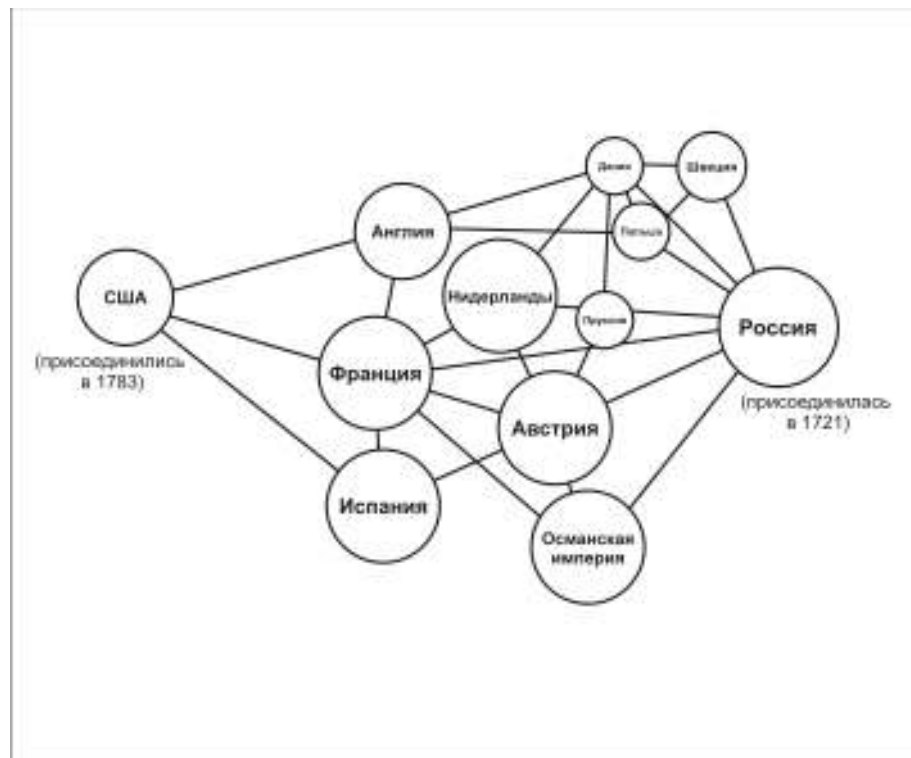 Дания
Швеция
Польша
Англия
США
(присоединились
в 1783)
Нидерланды
Пруссия
Россия
(присоединилась
в 1721)
Франция
Австрия
Испания
Османская
империя